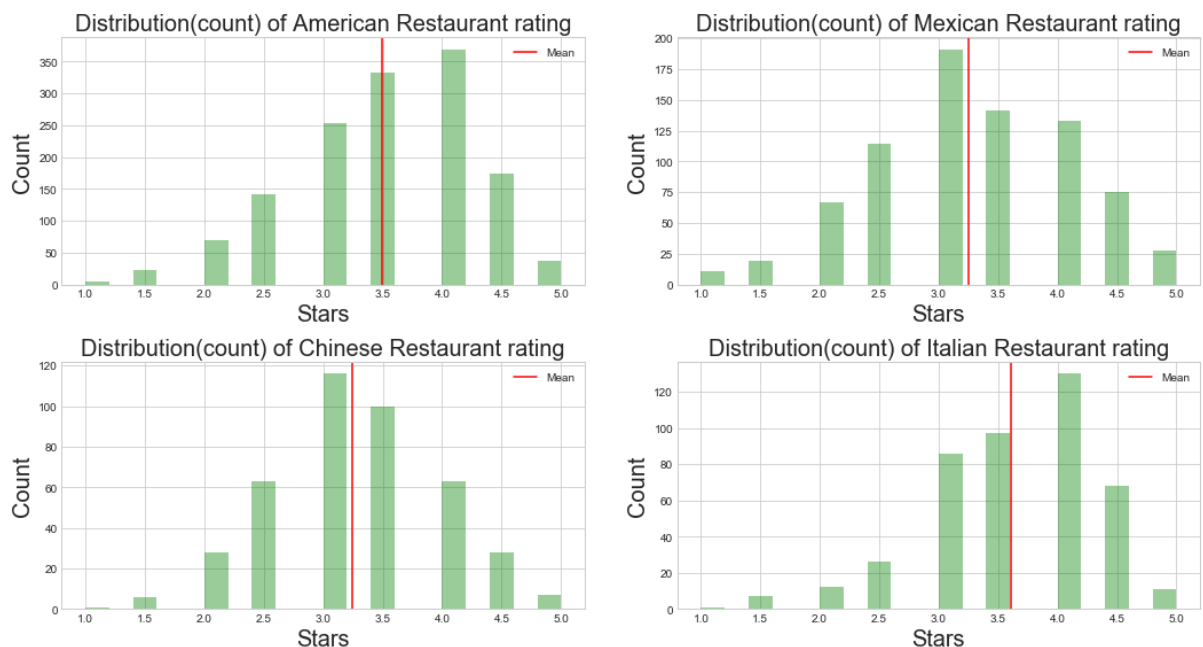 Distribution(count) of American Restaurant rating
Mean
350
300
250
200
150
100
50
0
Count
1.0 1.5 2.0 2.5 3.0 3.5 4.0 4.5 5.0
Stars
Distribution(count) of Mexican Restaurant rating
Mean
200
175
150
125
100
75
50
25
0
Count
1.0 1.5 2.0 2.5 3.0 3.5 4.0 4.5 5.0
Stars
Distribution(count) of Chinese Restaurant rating
Mean
120
100
80
60
40
20
0
Count
1.0 1.5 2.0 2.5 3.0 3.5 4.0 4.5 5.0
Stars
Distribution(count) of Italian Restaurant rating
Mean
120
100
80
60
40
20
0
Count
1.0 1.5 2.0 2.5 3.0 3.5 4.0 4.5 5.0
Stars